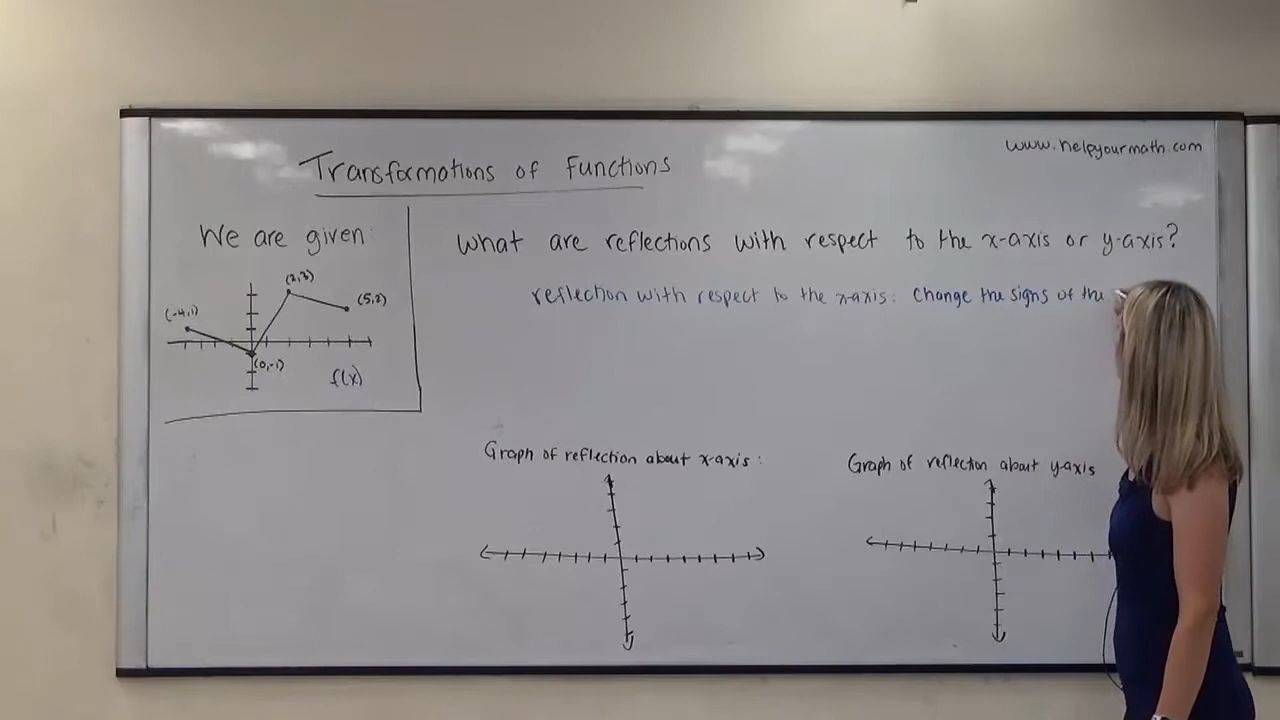 www.helpyourmath.com
Transformations of Functions
We are given:
(-4,1)
(2,3)
(5,2)
(0,-1)
f(x)
What are reflections with respect to the x-axis or y-axis?
reflection with respect to the x-axis: Change the signs of the
Graph of reflection about x-axis:
Graph of reflection about y-axis